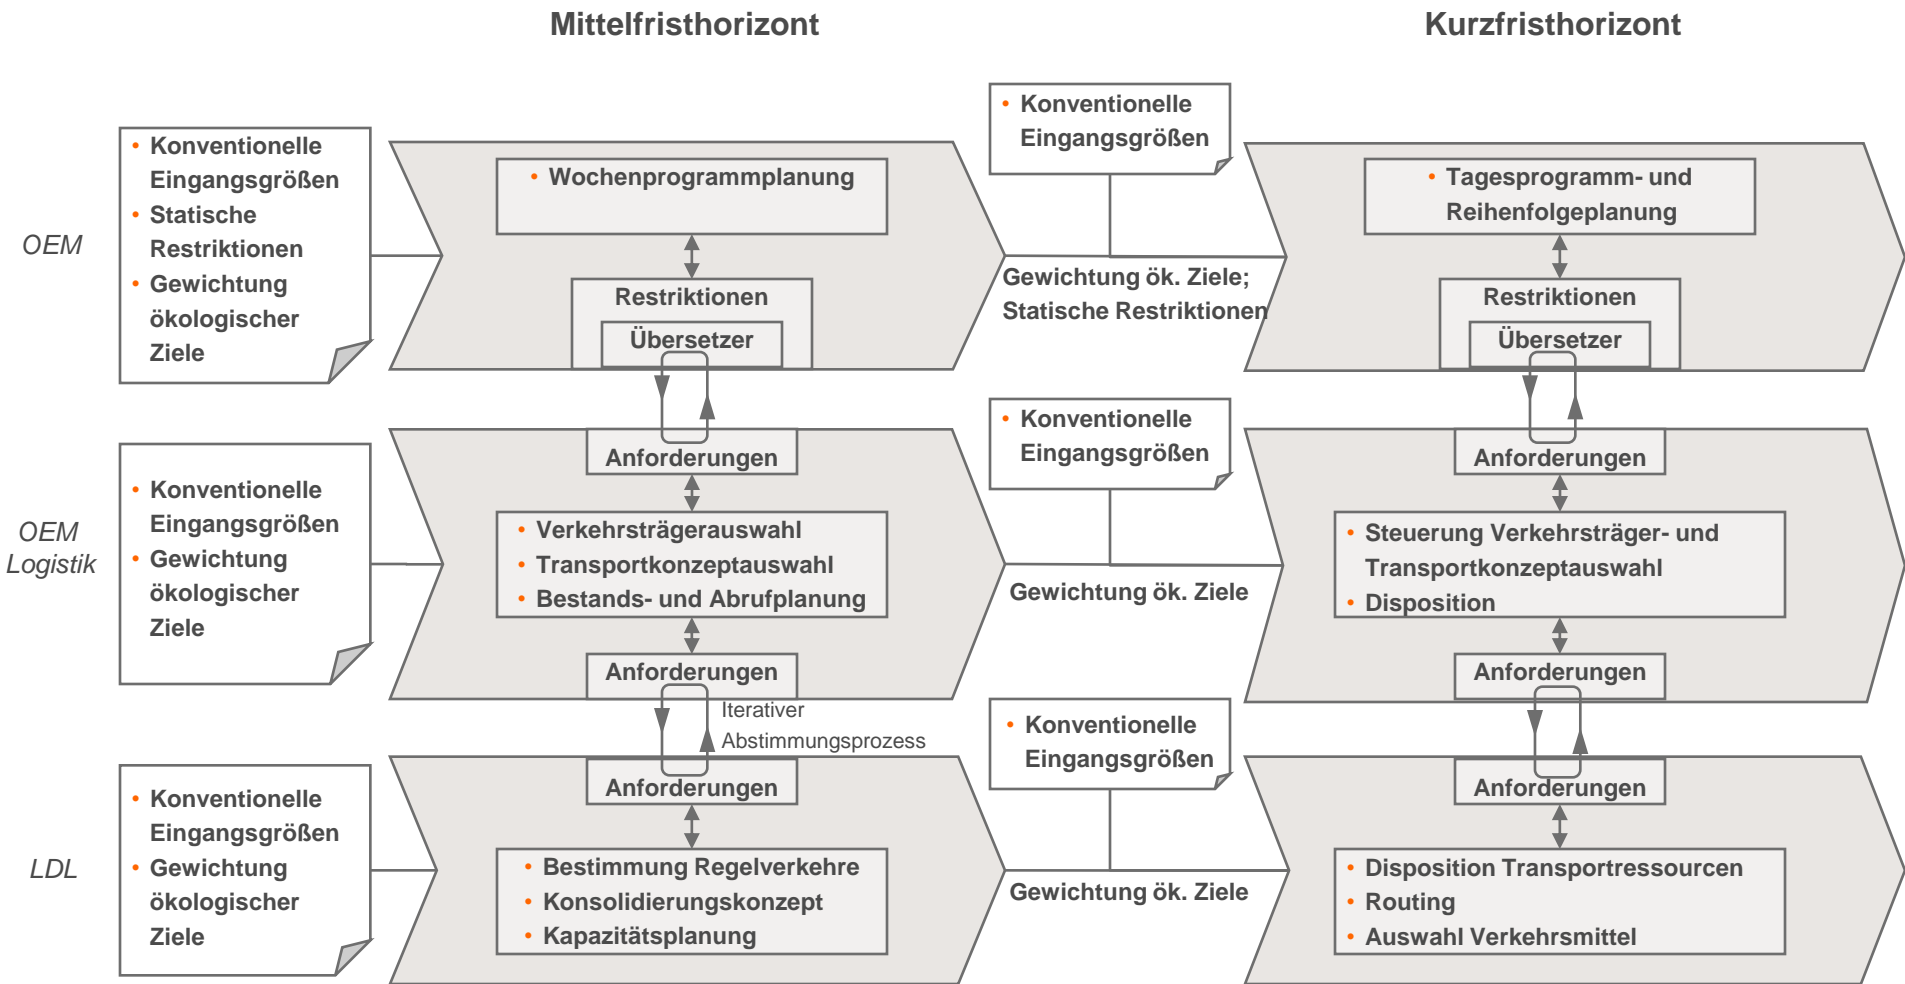 Mittelfristhorizont
Kurzfristhorizont
OEM
• Konventionelle
Eingangsgrößen
• Statische
Restriktionen
• Gewichtung
ökologischer
Ziele
• Wochenprogrammplanung
Restriktionen
Übersetzer
• Konventionelle
Eingangsgrößen
Gewichtung ök. Ziele;
Statische Restriktionen
• Tagesprogramm- und
Reihenfolgeplanung
Restriktionen
Übersetzer
OEM
Logistik
• Konventionelle
Eingangsgrößen
• Gewichtung
ökologischer
Ziele
Anforderungen
• Verkehrsträgerauswahl
• Transportkonzeptauswahl
• Bestands- und Abrufplanung
Anforderungen
• Konventionelle
Eingangsgrößen
Gewichtung ök. Ziele
Anforderungen
• Steuerung Verkehrsträger- und
Transportkonzeptauswahl
• Disposition
Anforderungen
Iterativer
Abstimmungsprozess
LDL
• Konventionelle
Eingangsgrößen
• Gewichtung
ökologischer
Ziele
Anforderungen
• Bestimmung Regelverkehre
• Konsolidierungskonzept
• Kapazitätsplanung
• Konventionelle
Eingangsgrößen
Gewichtung ök. Ziele
Anforderungen
• Disposition Transportressourcen
• Routing
• Auswahl Verkehrsmittel